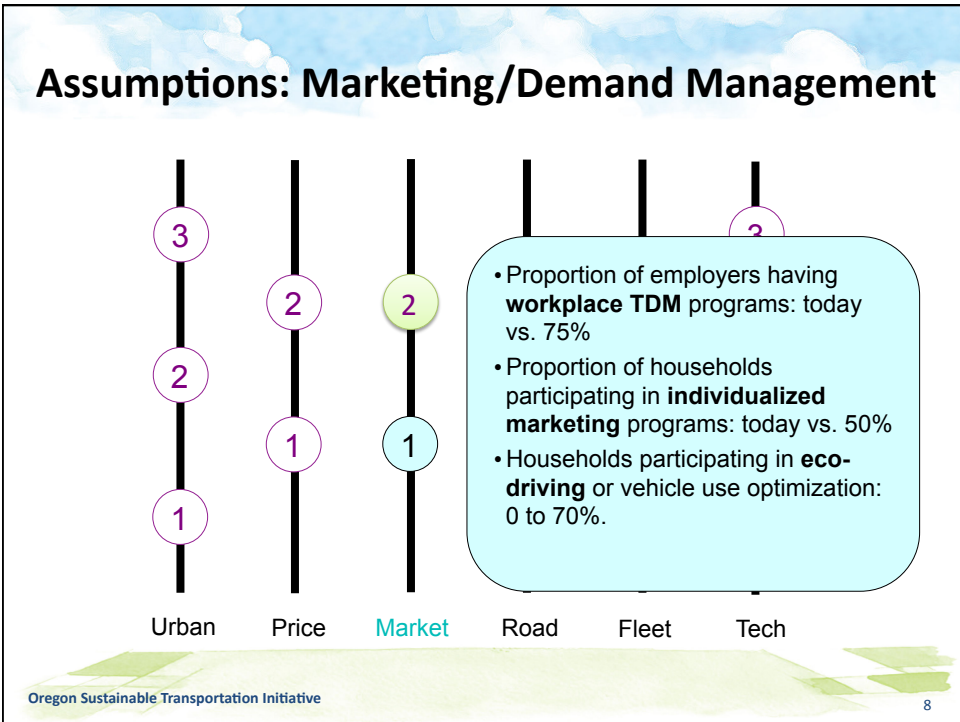 Assumptions: Marketing/Demand Management
3
3
2
2
2
1
1
1
• Proportion of employers having
workplace TDM programs: today
vs. 75%
• Proportion of households
participating in individualized
marketing programs: today vs. 50%
• Households participating in eco-
driving or vehicle use optimization:
0 to 70%.
Urban Price Market Road Fleet Tech
Oregon Sustainable Transportation Initiative
8